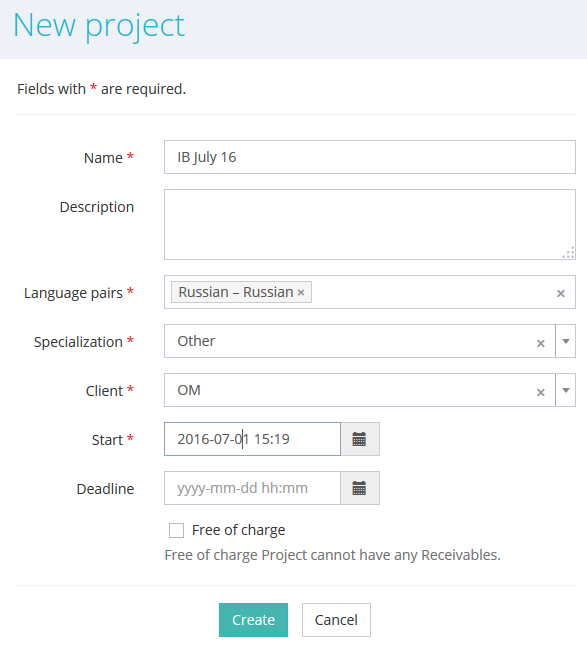 New project
Fields with * are required.
Name * IB July 16
Description
Language pairs * Russian – Russian × ×
Specialization * Other ×
Client * OM ×
Start * 2016-07-01 15:19
Deadline yyyy-mm-dd hh:mm
Free of charge
Free of charge Project cannot have any Receivables.
Create Cancel